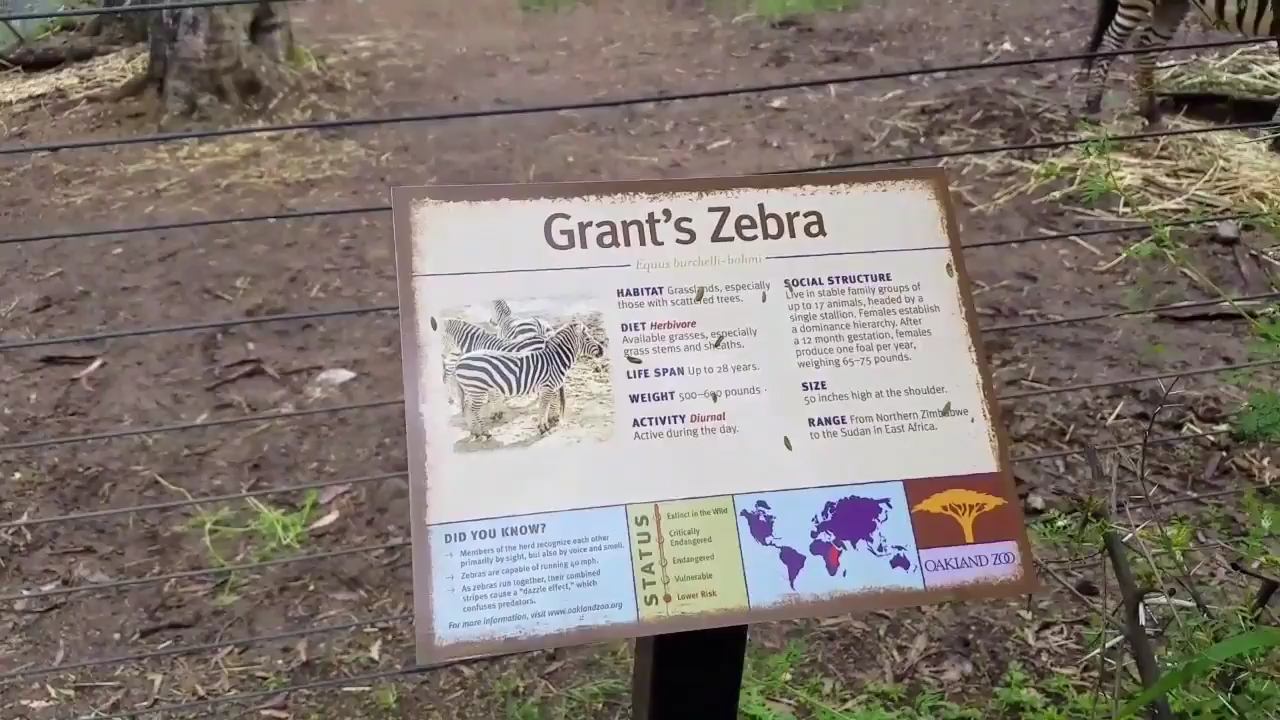 Grant's Zebra
Equus burchelli-bohmi
HABITAT Grasslands, especially
those with scattered trees.
DIET Herbivore
Available grasses, especially
grass stems and sheaths.
LIFE SPAN Up to 28 years.
WEIGHT 500-600 pounds
ACTIVITY Diurnal
Active during the day.
SOCIAL STRUCTURE
Live in stable family groups of
up to 17 animals, headed by a
single stallion. Females establish
a dominance hierarchy. After
a 12 month gestation, females
produce one foal per year,
weighing 65-75 pounds.
SIZE
50 inches high at the shoulder.
RANGE From Northern Zimbabwe
to the Sudan in East Africa.
DID YOU KNOW?
→ Members of the herd recognize each other
primarily by sight, but also by voice and smell.
→ Zebras are capable of running 40 mph.
→ As zebras run together, their combined
stripes cause a "dazzle effect," which
confuses predators.
For more information, visit www.oaklandzoo.org
STATUS
Extinct in the Wild
Critically
Endangered
Endangered
Vulnerable
Lower Risk
OAKLAND ZOO